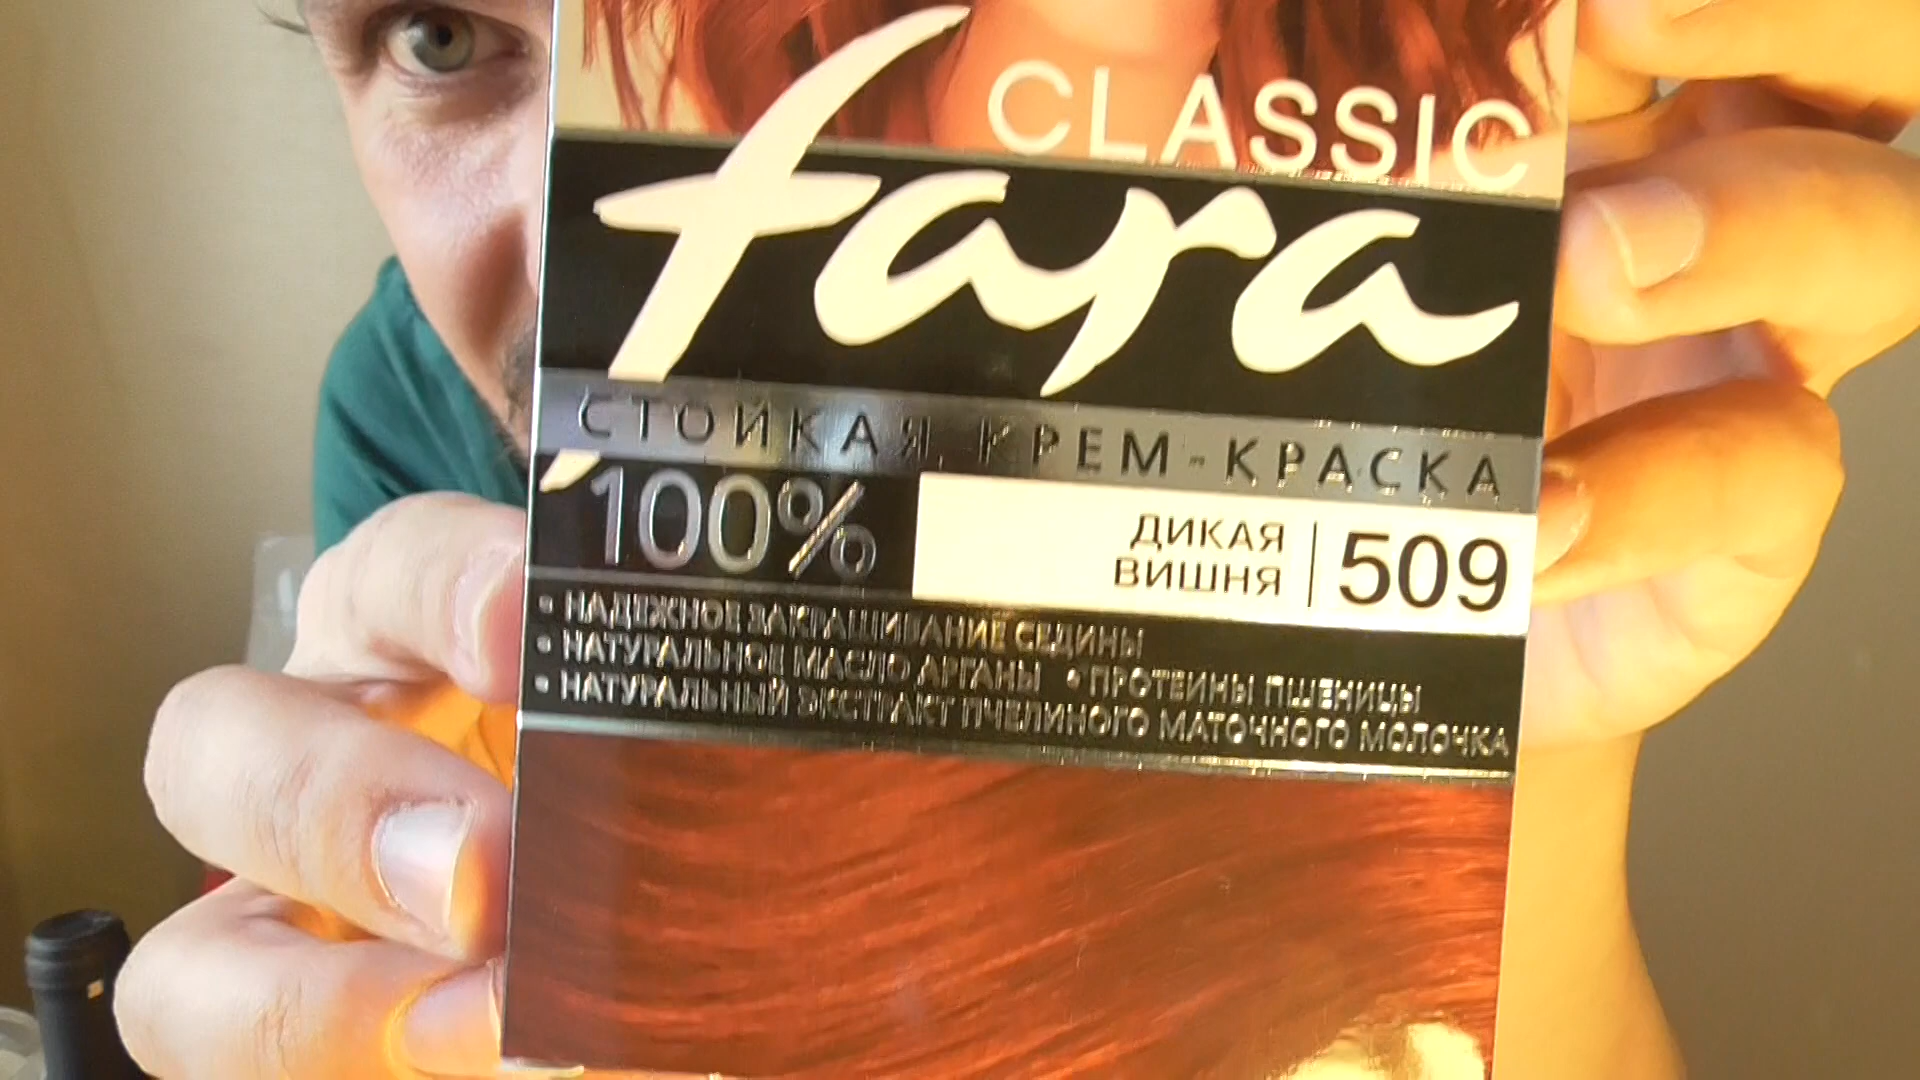 CLASSIC
fara
СТОЙКАЯ КРЕМ-КРАСКА
100%
ДИКАЯ
ВИШНЯ
509
• НАДЕЖНОЕ ЗАКРАШИВАНИЕ СЕДИНЫ
• НАТУРАЛЬНОЕ МАСЛО АРГАНЫ • ПРОТЕИНЫ ПШЕНИЦЫ
• НАТУРАЛЬНЫЙ ЭКСТРАКТ ПЧЕЛИНОГО МАТОЧНОГО МОЛОЧКА